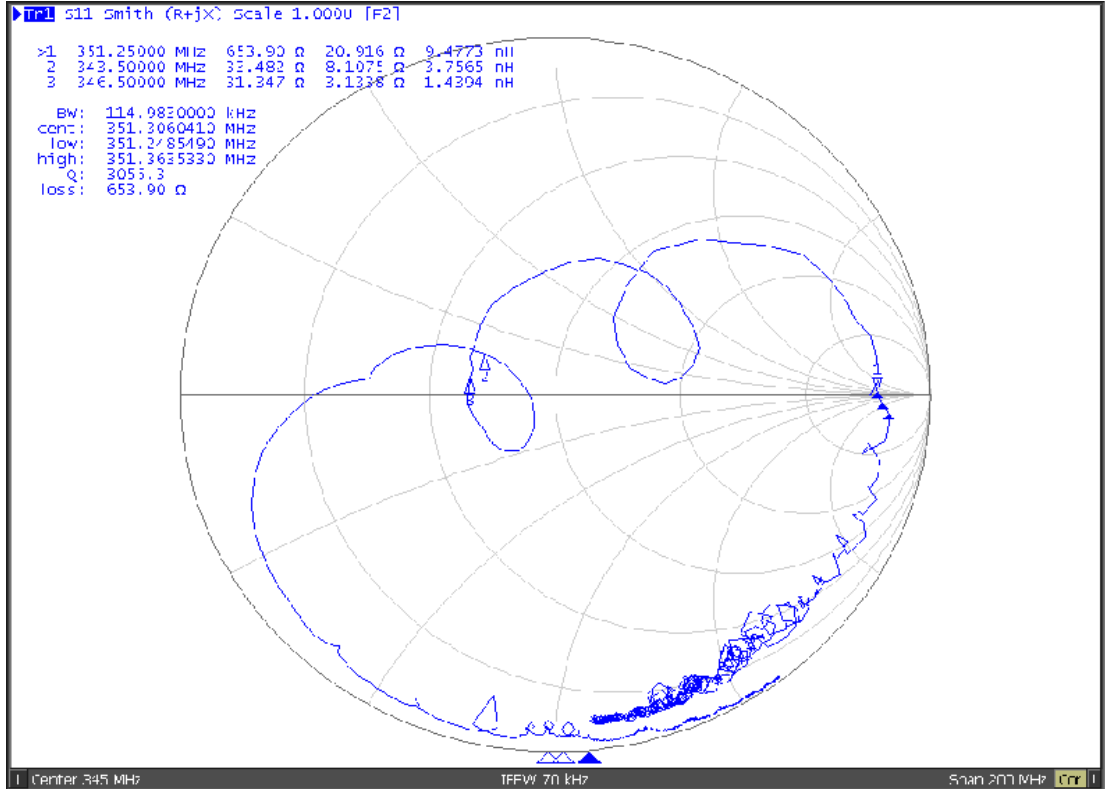 Tr1 S11 Smith (R+jX) Scale 1.000U [F2]
>1 351.25000 MHz 653.90 Ω 20.916 Ω 9.4773 nH
2 343.50000 MHz 33.482 Ω 8.1075 Ω 3.7565 nH
3 346.50000 MHz 31.347 Ω 3.1338 Ω 1.4394 nH
BW: 114.9830000 kHz
cent: 351.3060410 MHz
low: 351.2485490 MHz
high: 351.3635330 MHz
Q: 3055.3
loss: 653.90 Ω
Center 345 MHz IFBW 70 kHz Span 200 MHz Cor